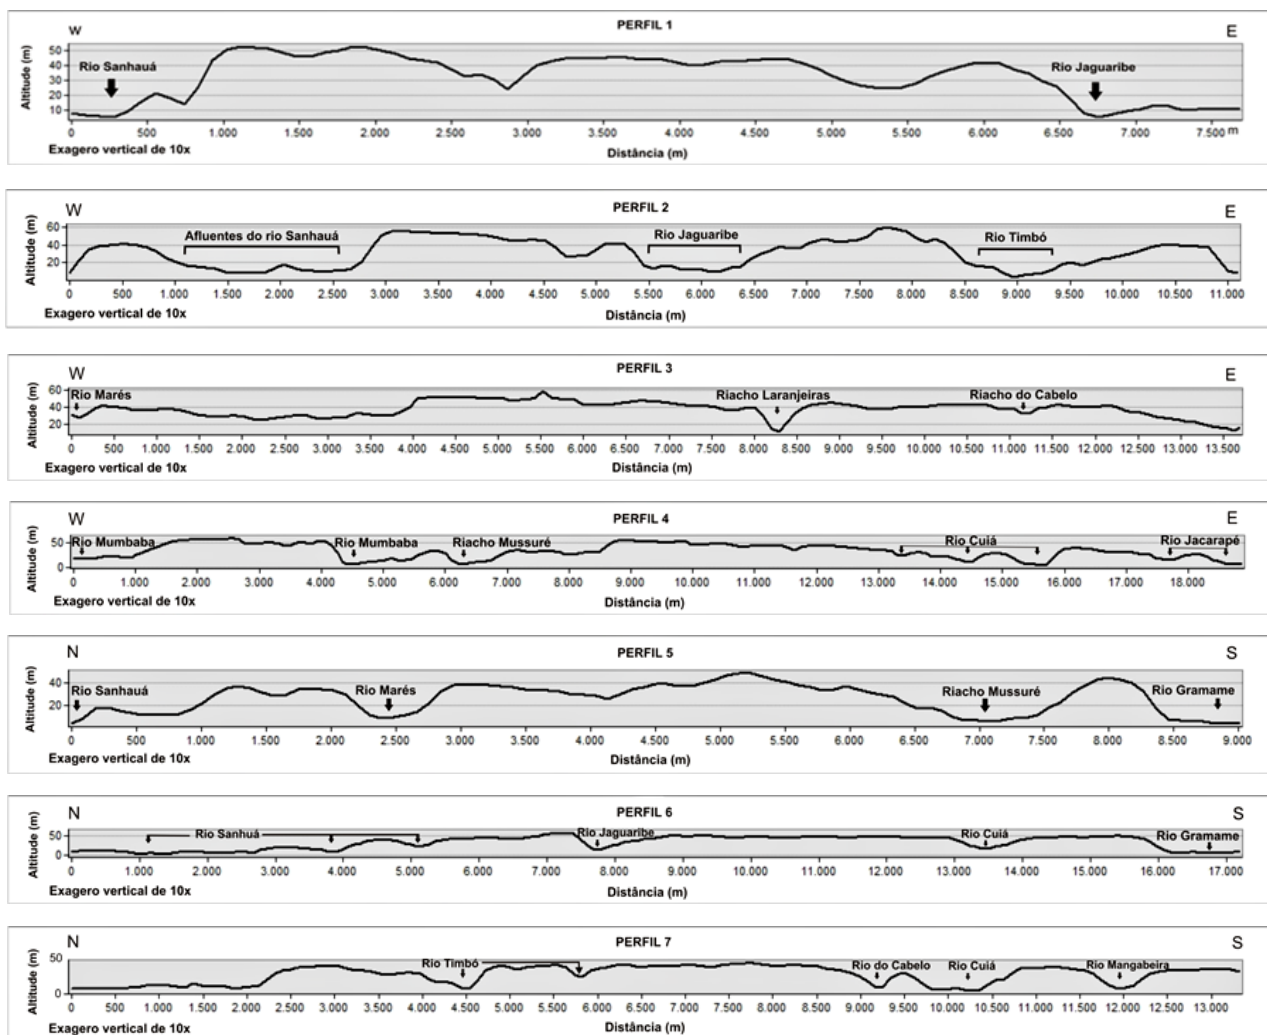 PERFIL 1
W E
Altitude (m)
50
40
30
20
10
Rio Sanhauá Rio Jaguaribe
0 500 1.000 1.500 2.000 2.500 3.000 3.500 4.000 4.500 5.000 5.500 6.000 6.500 7.000 7.500 m
Exagero vertical de 10x Distância (m)
PERFIL 2
W E
Altitude (m)
60
40
20
Afluentes do rio Sanhauá Rio Jaguaribe Rio Timbó
0 500 1.000 1.500 2.000 2.500 3.000 3.500 4.000 4.500 5.000 5.500 6.000 6.500 7.000 7.500 8.000 8.500 9.000 9.500 10.000 10.500 11.000
Exagero vertical de 10x Distância (m)
PERFIL 3
W E
Altitude (m)
60
40
20
Rio Marés Riacho Laranjeiras Riacho do Cabelo
0 500 1.000 1.500 2.000 2.500 3.000 3.500 4.000 4.500 5.000 5.500 6.000 6.500 7.000 7.500 8.000 8.500 9.000 9.500 10.000 10.500 11.000 11.500 12.000 12.500 13.000 13.500
Exagero vertical de 10x Distância (m)
PERFIL 4
W E
Altitude (m)
50
0
Rio Mumbaba Rio Mumbaba Riacho Mussuré Rio Cuiá Rio Jacarapé
0 1.000 2.000 3.000 4.000 5.000 6.000 7.000 8.000 9.000 10.000 11.000 12.000 13.000 14.000 15.000 16.000 17.000 18.000
Exagero vertical de 10x Distância (m)
PERFIL 5
N S
Altitude (m)
40
20
Rio Sanhauá Rio Marés Riacho Mussuré Rio Gramame
0 500 1.000 1.500 2.000 2.500 3.000 3.500 4.000 4.500 5.000 5.500 6.000 6.500 7.000 7.500 8.000 8.500 9.000
Exagero vertical de 10x Distância (m)
PERFIL 6
N S
Altitude (m)
50
0
Rio Sanhuá Rio Jaguaribe Rio Cuiá Rio Gramame
0 1.000 2.000 3.000 4.000 5.000 6.000 7.000 8.000 9.000 10.000 11.000 12.000 13.000 14.000 15.000 16.000 17.000
Exagero vertical de 10x Distância (m)
PERFIL 7
N S
Altitude (m)
50
0
Rio Timbó Rio do Cabelo Rio Cuiá Rio Mangabeira
0 500 1.000 1.500 2.000 2.500 3.000 3.500 4.000 4.500 5.000 5.500 6.000 6.500 7.000 7.500 8.000 8.500 9.000 9.500 10.000 10.500 11.000 11.500 12.000 12.500 13.000
Exagero vertical de 10x Distância (m)